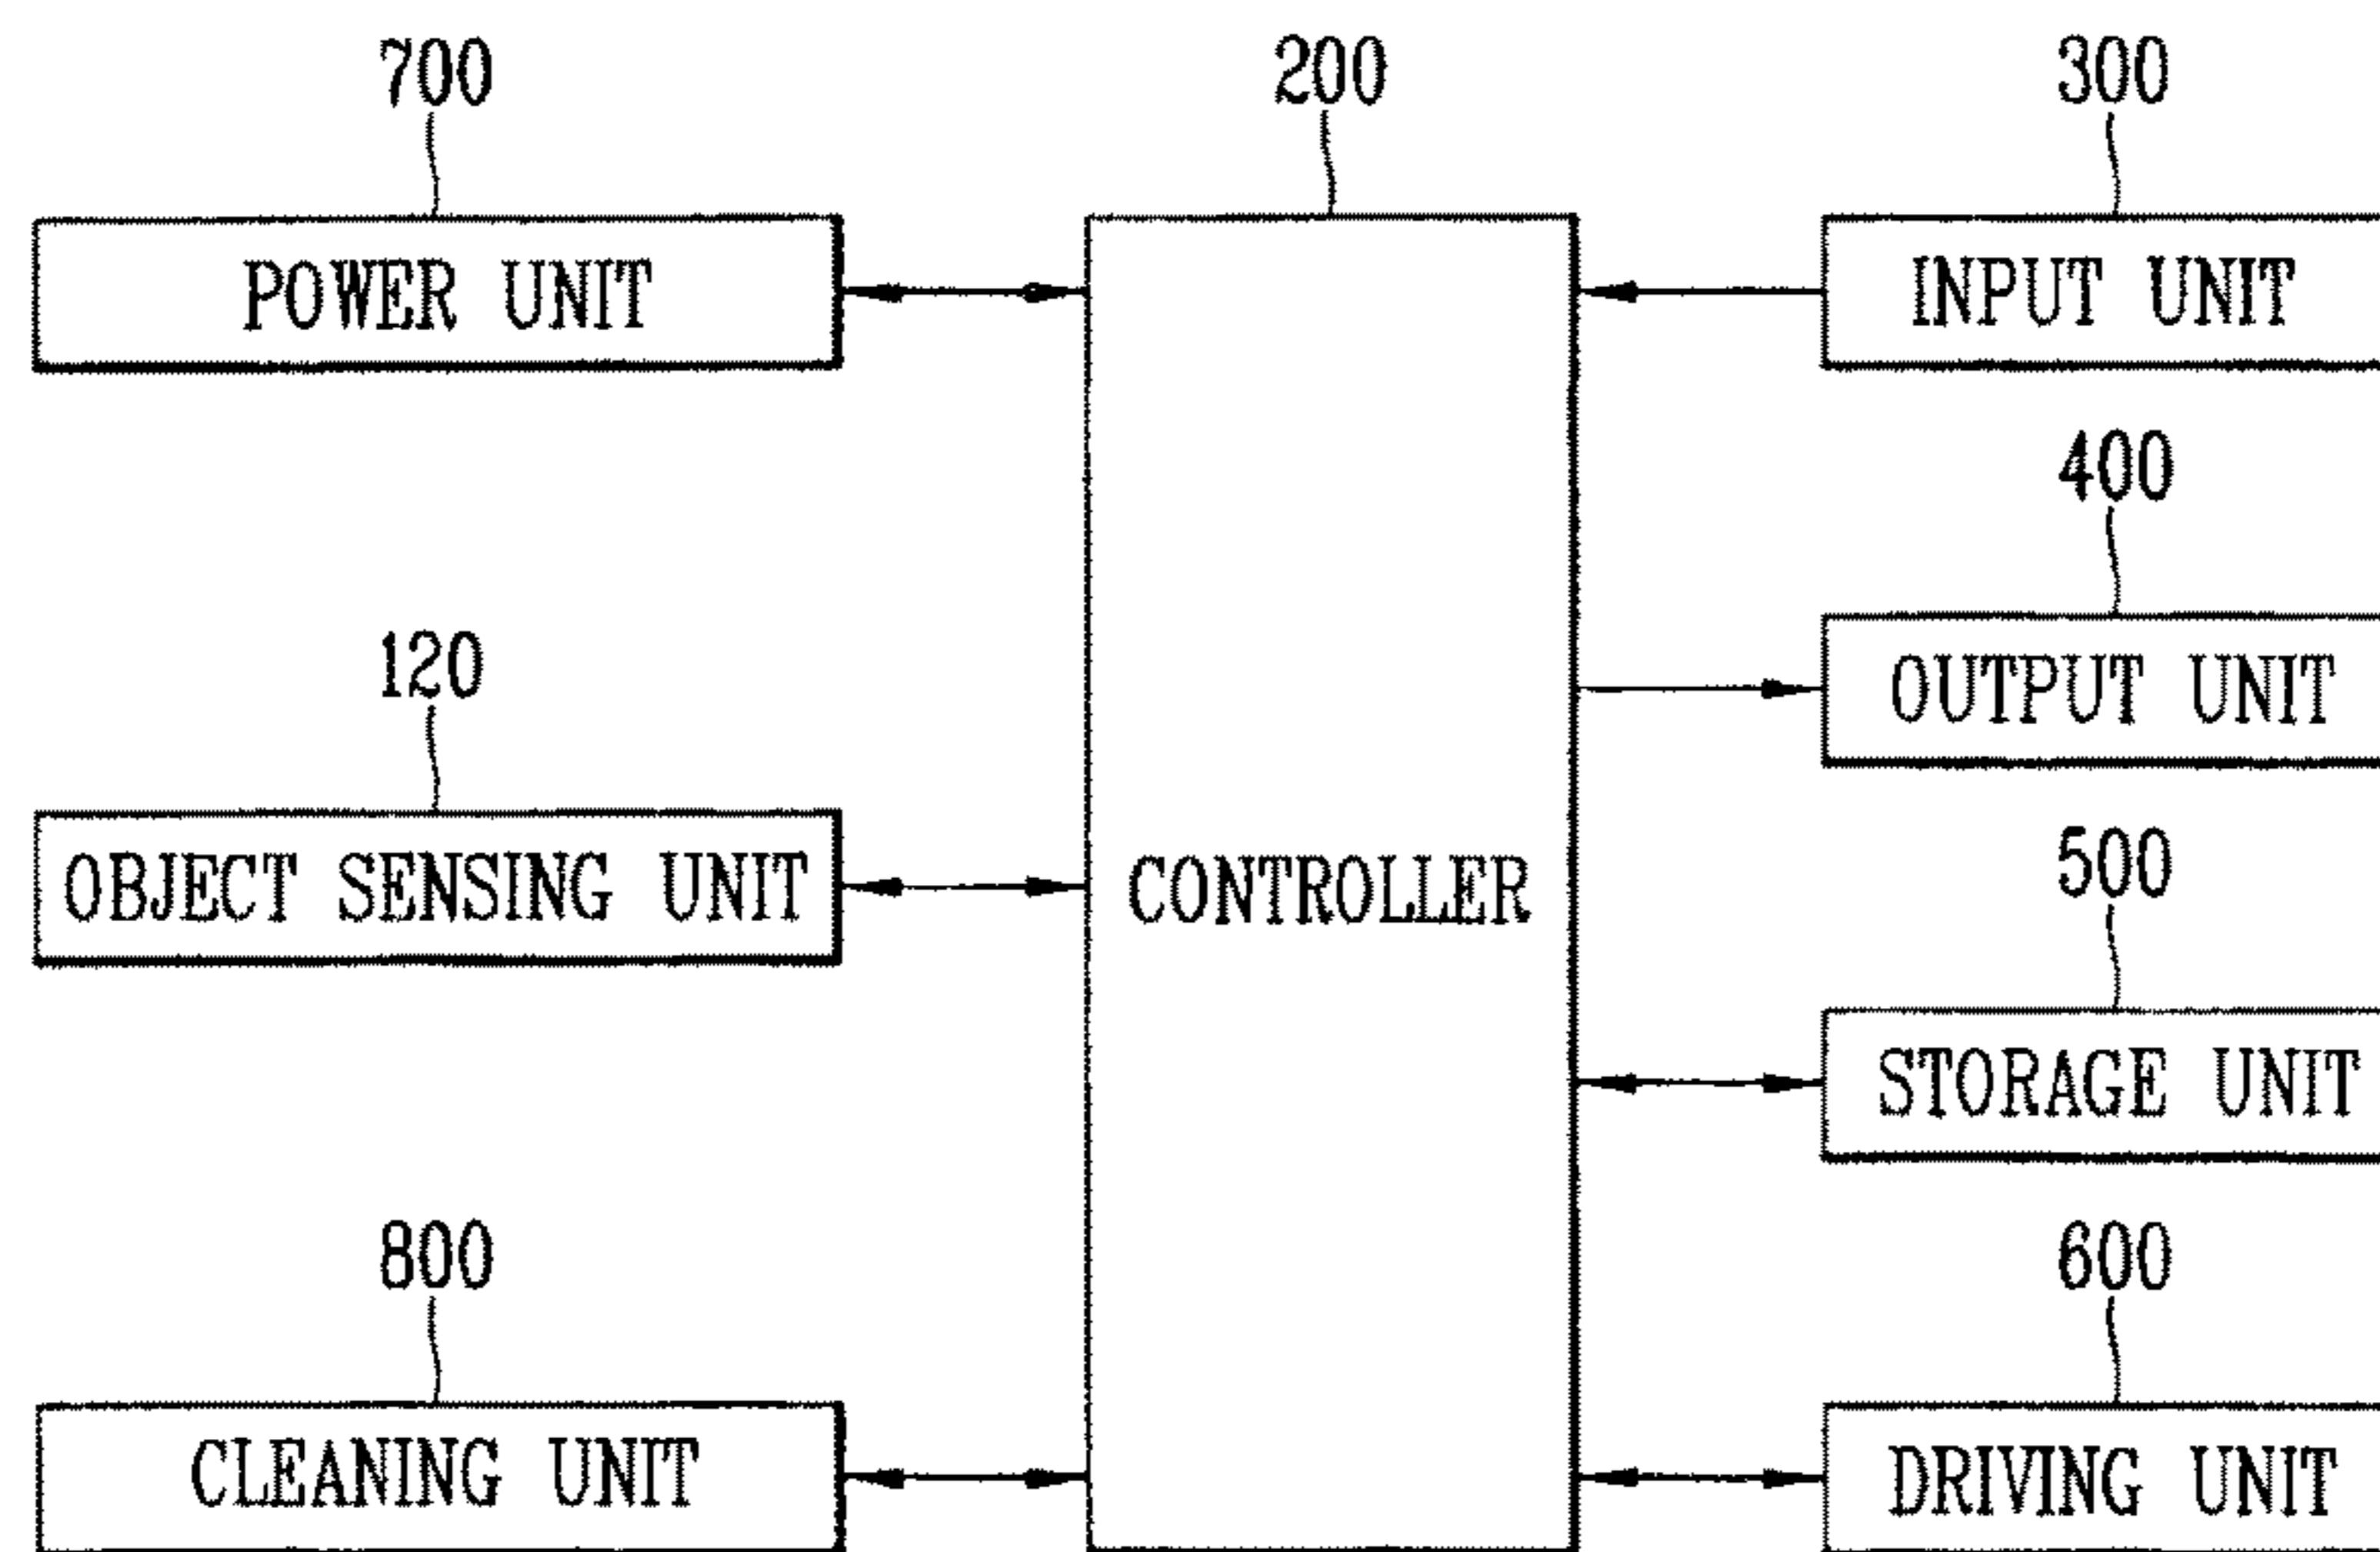 700
200
300
POWER UNIT
INPUT UNIT
400
120
OUTPUT UNIT
OBJECT SENSING UNIT
CONTROLLER
500
STORAGE UNIT
800
600
CLEANING UNIT
DRIVING UNIT